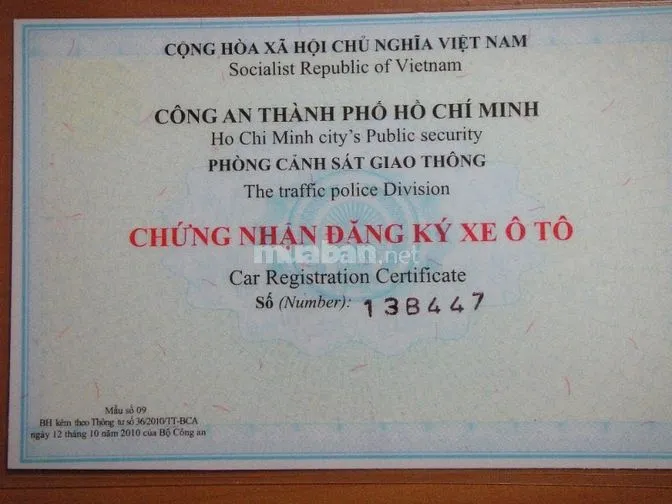 CỘNG HÒA XÃ HỘI CHỦ NGHĨA VIỆT NAM
Socialist Republic of Vietnam
CÔNG AN THÀNH PHỐ HỒ CHÍ MINH
Ho Chi Minh city's Public security
PHÒNG CẢNH SÁT GIAO THÔNG
The traffic police Division
CHỨNG NHẬN ĐĂNG KÝ XE Ô TÔ
muaban.net
Car Registration Certificate
Số (Number): 138447
Mẫu số 09
BH kèm theo Thông tư số 36/2010/TT-BCA
ngày 12 tháng 10 năm 2010 của Bộ Công an